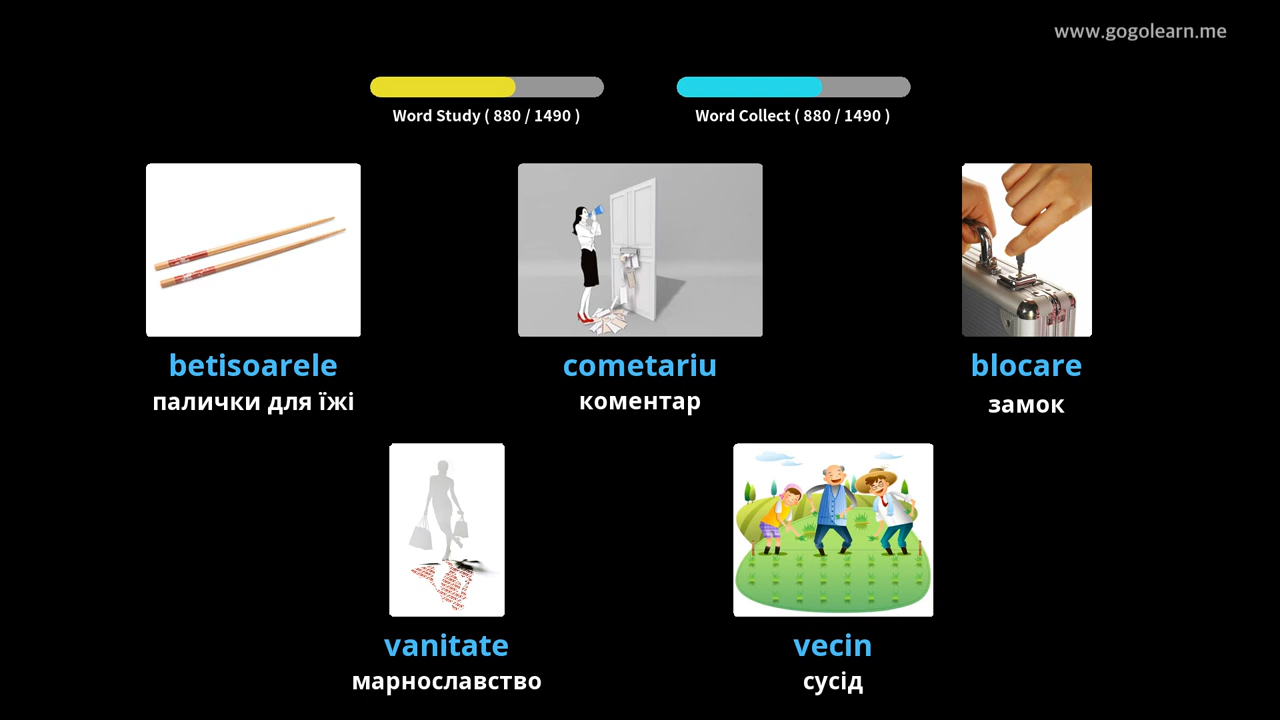 www.gogolearn.me
Word Study ( 880 / 1490 )
Word Collect ( 880 / 1490 )
betisoarele
палички для їжі
cometariu
коментар
blocare
замок
vanitate
марнославство
vecin
сусід